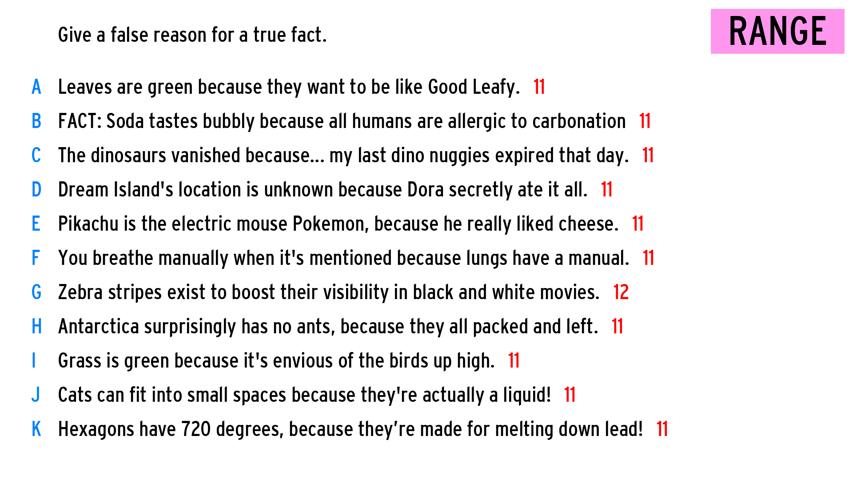 Give a false reason for a true fact.
RANGE
A Leaves are green because they want to be like Good Leafy. 11
B FACT: Soda tastes bubbly because all humans are allergic to carbonation 11
C The dinosaurs vanished because... my last dino nuggies expired that day. 11
D Dream Island's location is unknown because Dora secretly ate it all. 11
E Pikachu is the electric mouse Pokemon, because he really liked cheese. 11
F You breathe manually when it's mentioned because lungs have a manual. 11
G Zebra stripes exist to boost their visibility in black and white movies. 12
H Antarctica surprisingly has no ants, because they all packed and left. 11
I Grass is green because it's envious of the birds up high. 11
J Cats can fit into small spaces because they're actually a liquid! 11
K Hexagons have 720 degrees, because they’re made for melting down lead! 11